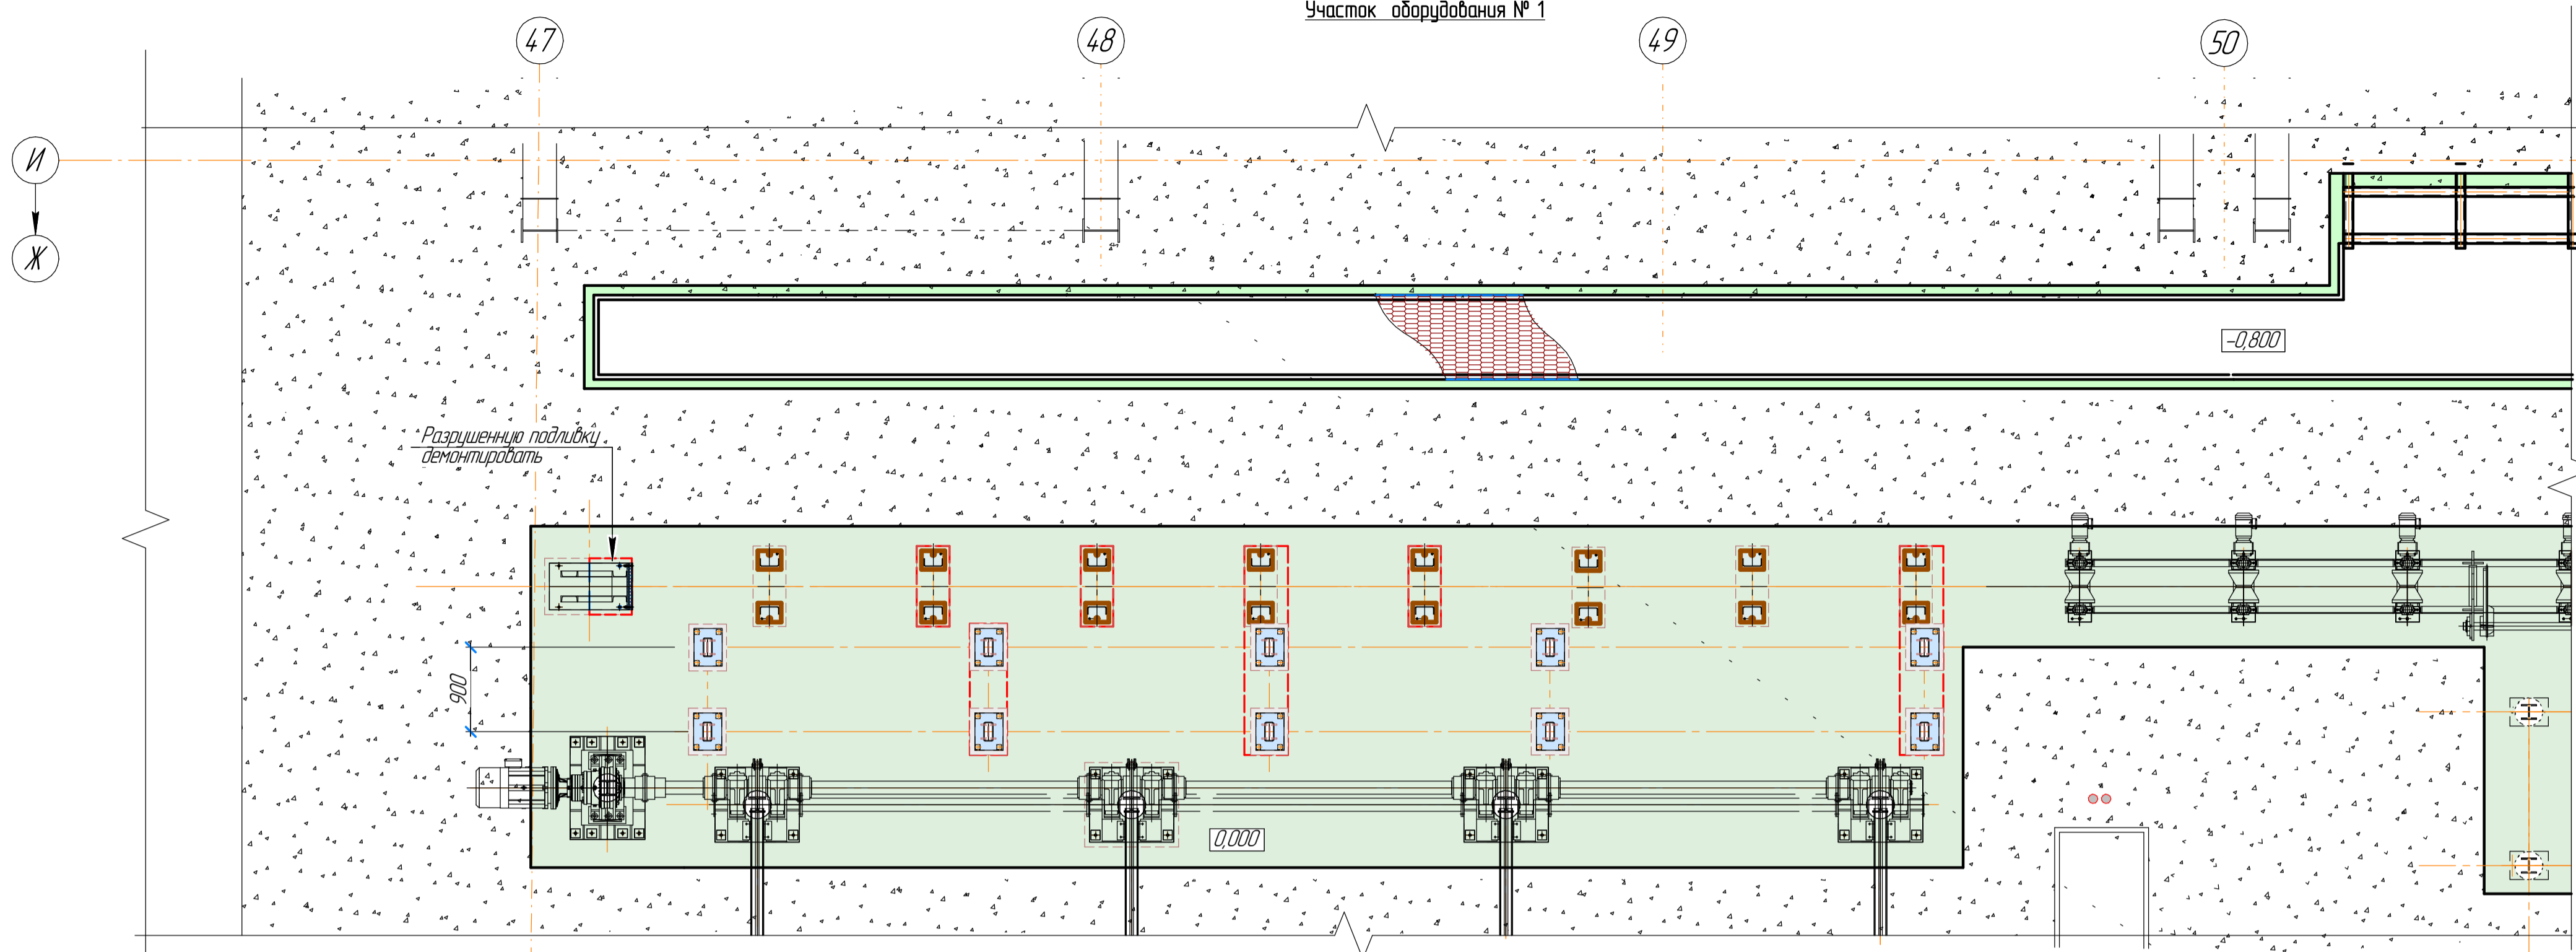 Участок оборудования № 1
47
48
49
50
И
Ж
-0,800
Разрушенную подливку
демонтировать
900
0,000